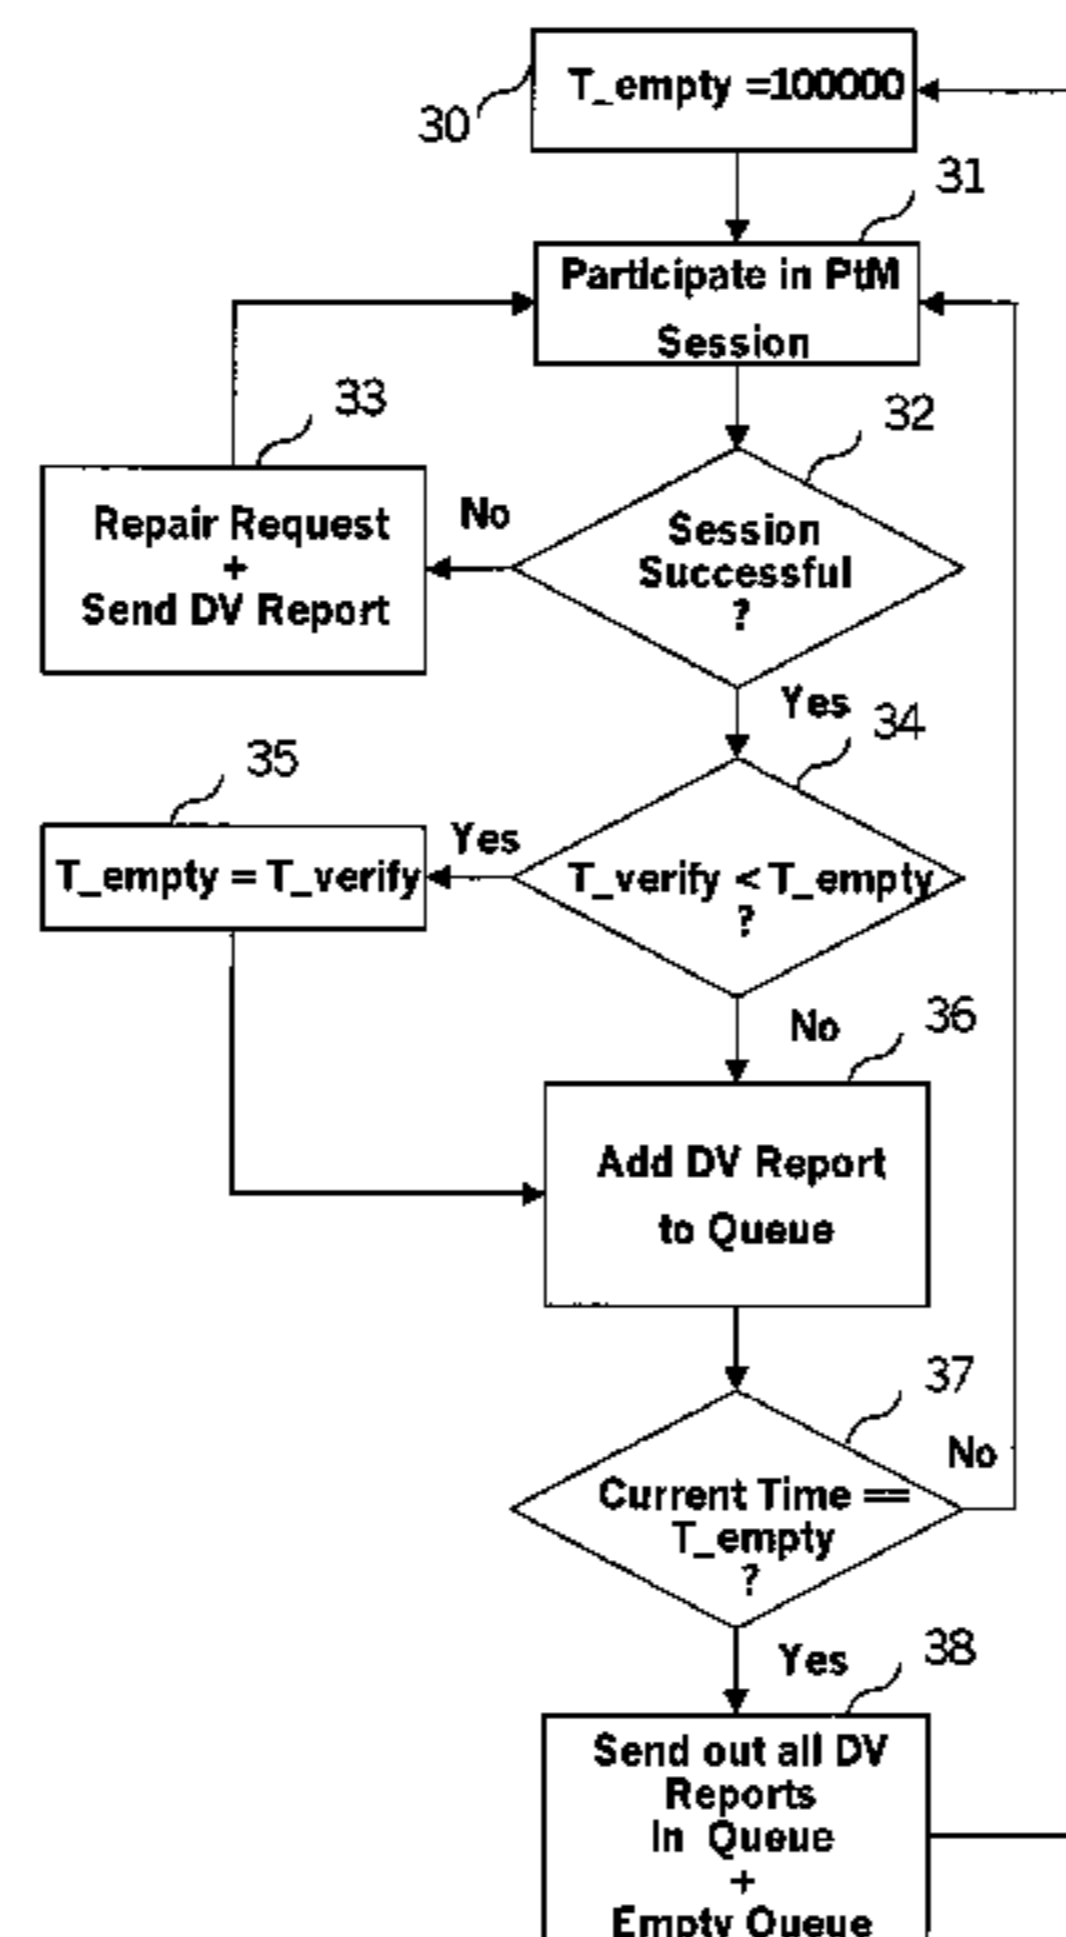 T_empty =100000
30
31
Participate in PtM
Session
33
32
Repair Request
+
Send DV Report
No
Session
Successful
?
Yes
34
35
T_empty = T_verify
Yes
T_verify < T_empty
?
No
36
Add DV Report
to Queue
37
No
Current Time ==
T_empty
?
Yes
38
Send out all DV
Reports
In Queue
+
Empty Queue